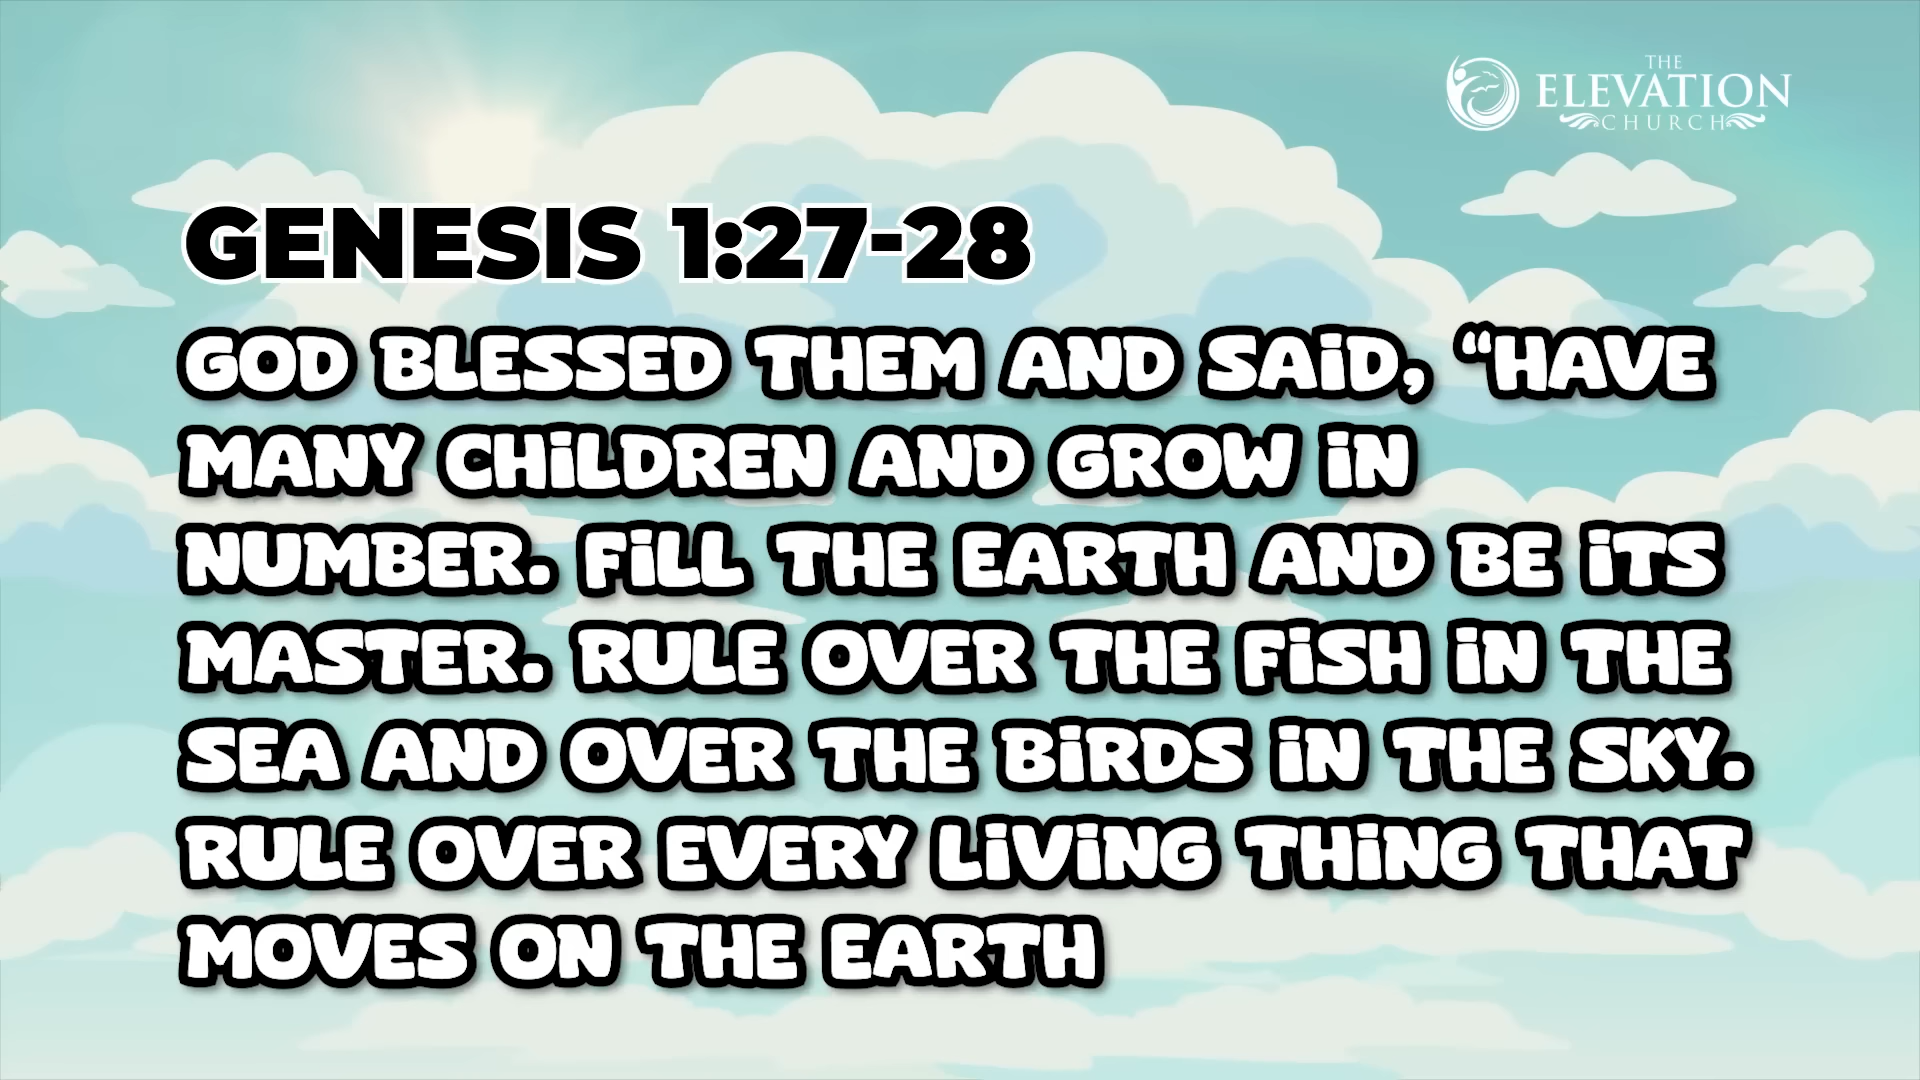 THE
ELEVATION
CHURCH
GENESIS 1:27-28
GOD BLESSED THEM AND SAiD, “HAVE
MANY CHiLDREN AND GROW iN
NUMBER. FiLL THE EARTH AND BE iTS
MASTER. RULE OVER THE FiSH iN THE
SEA AND OVER THE BiRDS iN THE SKY.
RULE OVER EVERY LiViNG THiNG THAT
MOVES ON THE EARTH